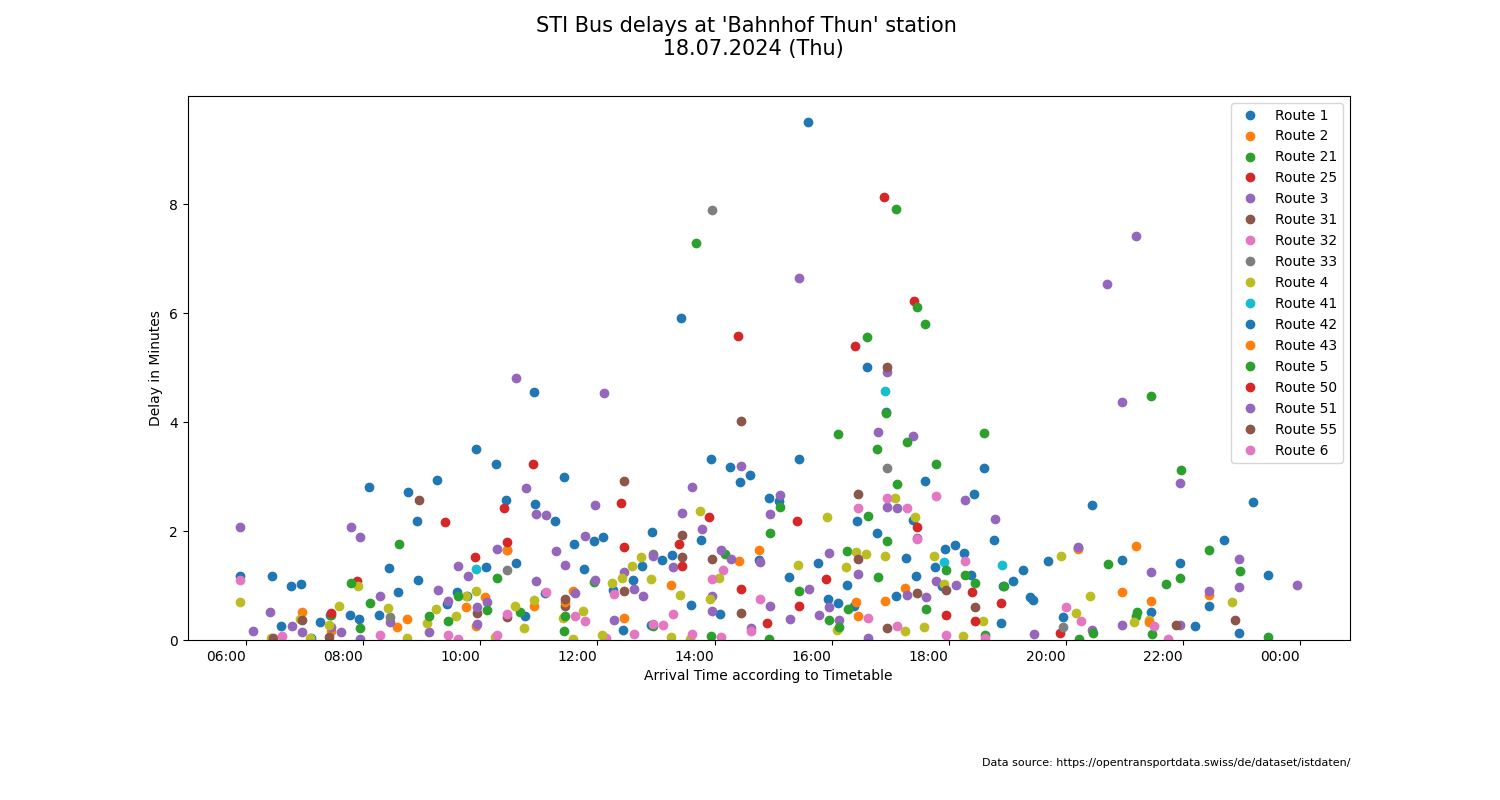 STI Bus delays at 'Bahnhof Thun' station
18.07.2024 (Thu)
Delay in Minutes
8
6
4
2
0
06:00
08:00
10:00
12:00
14:00
16:00
18:00
20:00
22:00
00:00
Arrival Time according to Timetable
Route 1
Route 2
Route 21
Route 25
Route 3
Route 31
Route 32
Route 33
Route 4
Route 41
Route 42
Route 43
Route 5
Route 50
Route 51
Route 55
Route 6
Data source: https://opentransportdata.swiss/de/dataset/istdaten/